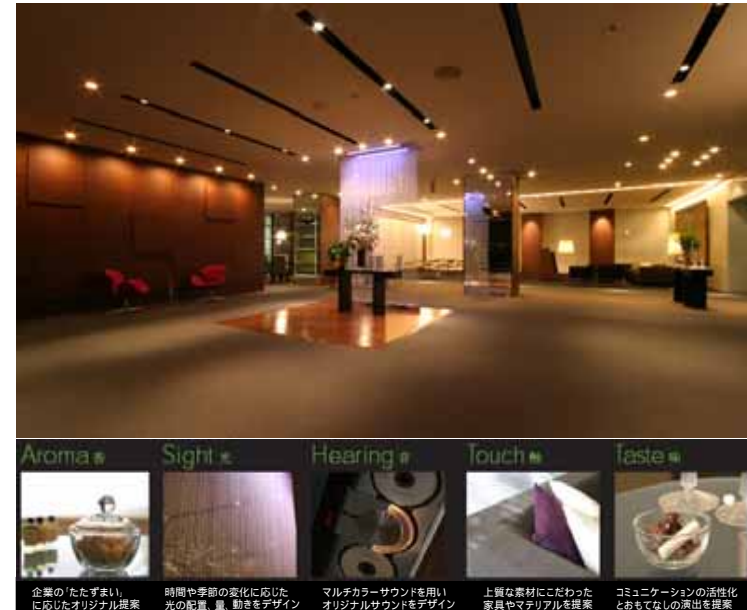 Aroma 香
Sight 光
Hearing 音
Touch 触
Taste 味
企業の「たたずまい」
に応じたオリジナル提案
時間や季節の変化に応じた
光の配置、量、動きをデザイン
マルチカラーサウンドを用い
オリジナルサウンドをデザイン
上質な素材にこだわった
家具やマテリアルを提案
コミュニケーションの活性化
とおもてなしの演出を提案